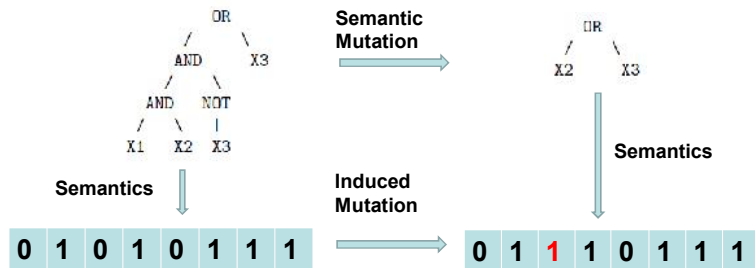 OR
AND X3
AND NOT
X1 X2 X3
Semantic
Mutation
OR
X2 X3
Semantics
Induced
Mutation
Semantics
0 1 0 1 0 1 1 1
0 1 1 1 0 1 1 1